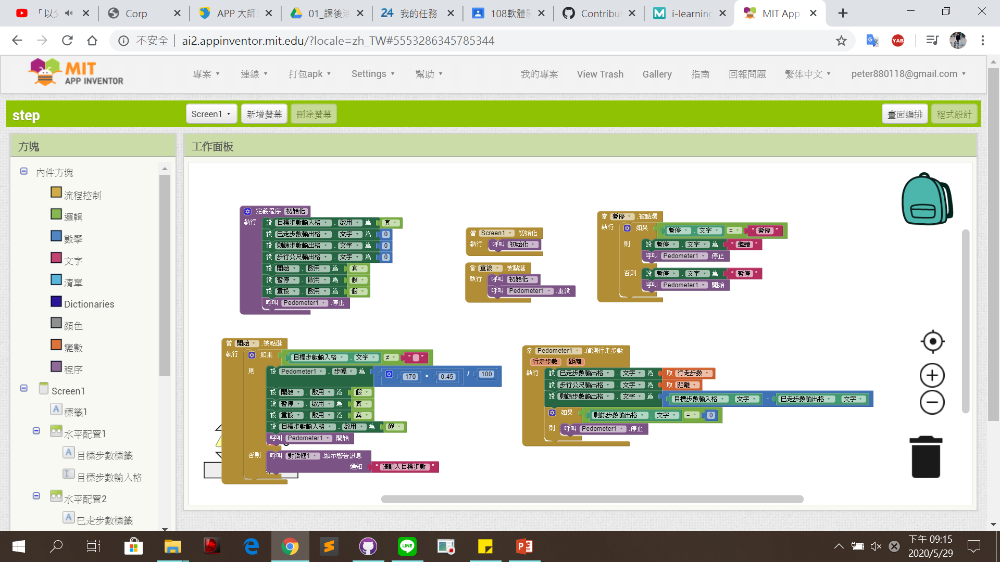 「以父
Corp
APP 大師
01_課後活
24 我的任務
108軟體開
Contribut
i-learning
MIT App
不安全 ai2.appinventor.mit.edu/?locale=zh_TW#5553286345785344
YAB
MIT
APP INVENTOR
專案 連線 打包apk Settings 幫助 我的專案 View Trash Gallery 指南 回報問題 繁体中文 peter880118@gmail.com
step Screen1 新增螢幕 刪除螢幕 畫面編排 程式設計
方塊
內件方塊
流程控制
邏輯
數學
文字
清單
Dictionaries
顏色
變數
程序
Screen1
標籤1
水平配置1
目標步數標籤
目標步數輸入格
水平配置2
已走步數標籤
工作面板
定義程序 初始化
執行 設 目標步數輸入格 . 啟用 為 真
設 已走步數輸出格 . 文字 為 0
設 剩餘步數輸出格 . 文字 為 0
設 步行公尺輸出格 . 文字 為 0
設 開始 . 啟用 為 真
設 暫停 . 啟用 為 假
設 重設 . 啟用 為 假
呼叫 Pedometer1 .停止
當 Screen1 .初始化
執行 呼叫 初始化
當 重設 .被點選
執行 呼叫 初始化
呼叫 Pedometer1 .重設
當 暫停 .被點選
執行 如果 暫停 . 文字 = “ 暫停 ”
則 設 暫停 . 文字 為 “ 繼續 ”
呼叫 Pedometer1 .停止
否則 設 暫停 . 文字 為 “ 暫停 ”
呼叫 Pedometer1 .開始
當 開始 .被點選
執行 如果 目標步數輸入格 . 文字 ≠ “ ”
則 設 Pedometer1 . 步幅 為 170 × 0.45 / 100
設 開始 . 啟用 為 假
設 暫停 . 啟用 為 真
設 重設 . 啟用 為 真
設 目標步數輸入格 . 啟用 為 假
呼叫 Pedometer1 .開始
否則 呼叫 對話框1 .顯示警告訊息
通知 “ 請輸入目標步數 ”
當 Pedometer1 .偵測行走步數
行走步數 距離
執行 設 已走步數輸出格 . 文字 為 取 行走步數
設 步行公尺輸出格 . 文字 為 取 距離
設 剩餘步數輸出格 . 文字 為 目標步數輸入格 . 文字 - 已走步數輸出格 . 文字
如果 剩餘步數輸出格 . 文字 = 0
則 呼叫 Pedometer1 .停止
LINE
下午 09:15
2020/5/29